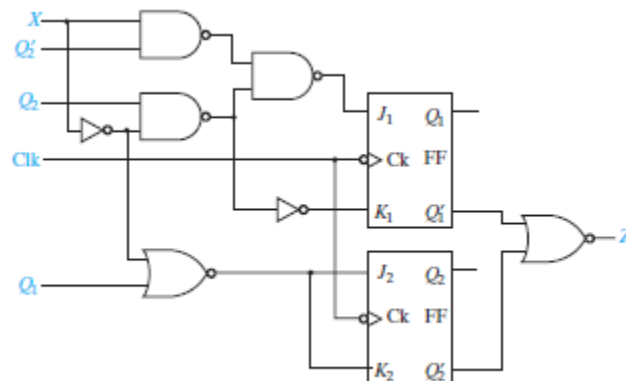 X
Q₂′
Q₂
Clk
Q₁
J₁ Q₁
Ck FF
K₁ Q₁′
J₂ Q₂
Ck FF
K₂ Q₂′
Z